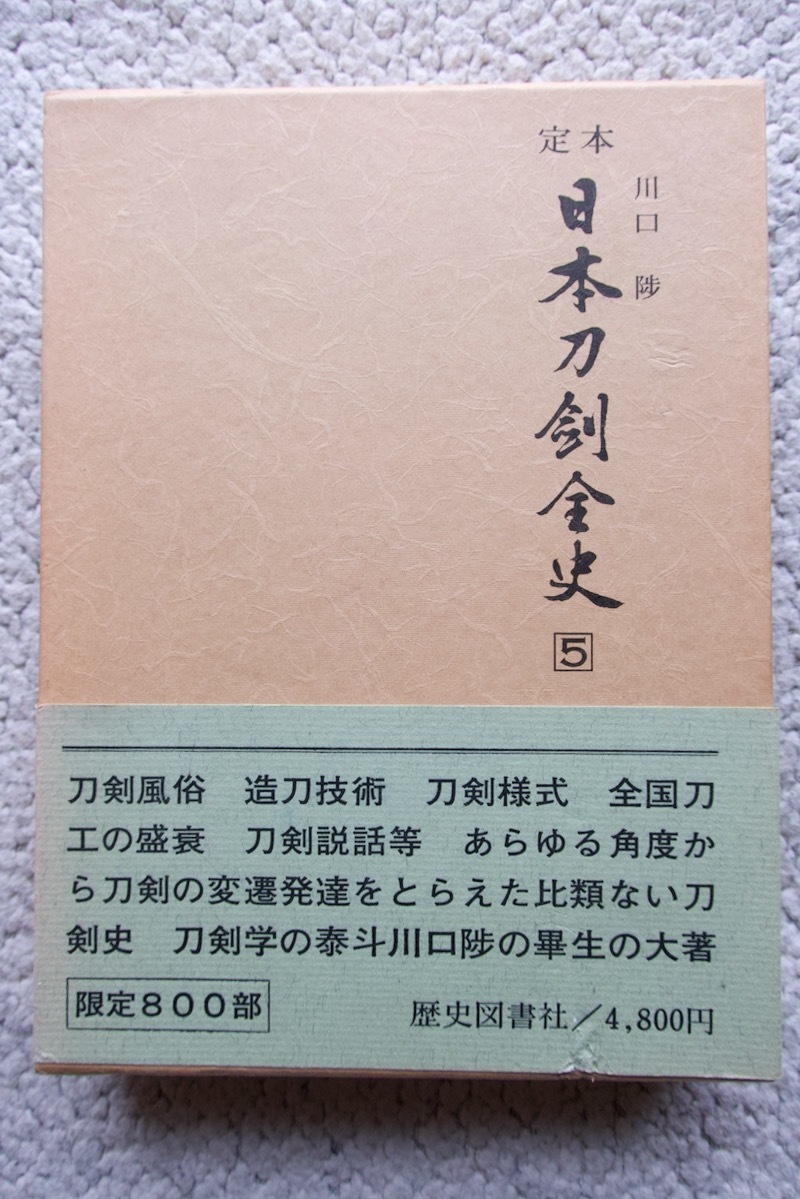 定本
川口 陟
日本刀剣全史
5
刀剣風俗 造刀技術 刀剣様式 全国刀
工の盛衰 刀剣説話等 あらゆる角度か
ら刀剣の変遷発達をとらえた比類ない刀
剣史 刀剣学の泰斗川口陟の畢生の大著
限定800部
歴史図書社/4,800円